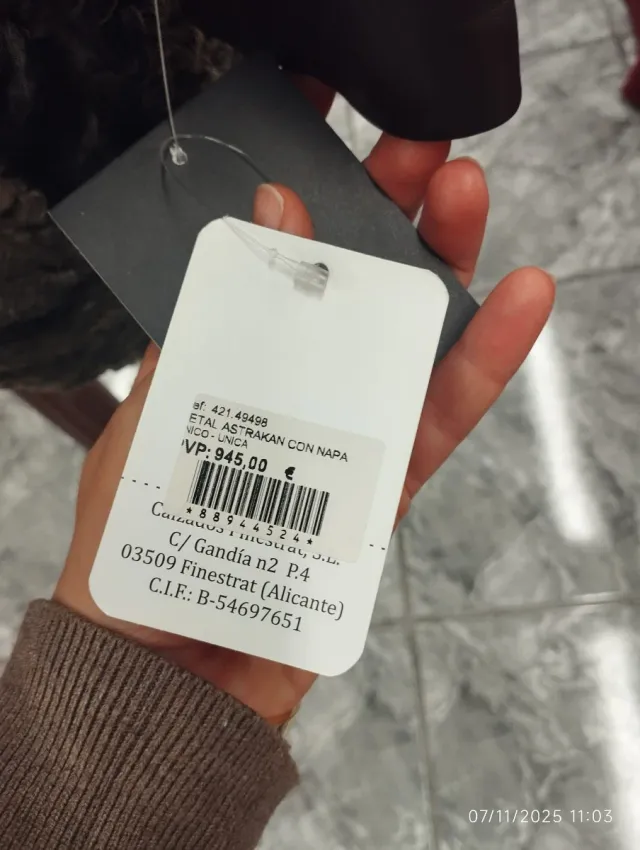 ef: 421.49498
ETAL ASTRAKAN CON NAPA
NICO - UNICA
VP: 945,00 €
*88944524*
Calzados Finestrat, S.L.
C/ Gandía n2 P.4
03509 Finestrat (Alicante)
C.I.F.: B-54697651
07/11/2025 11:03